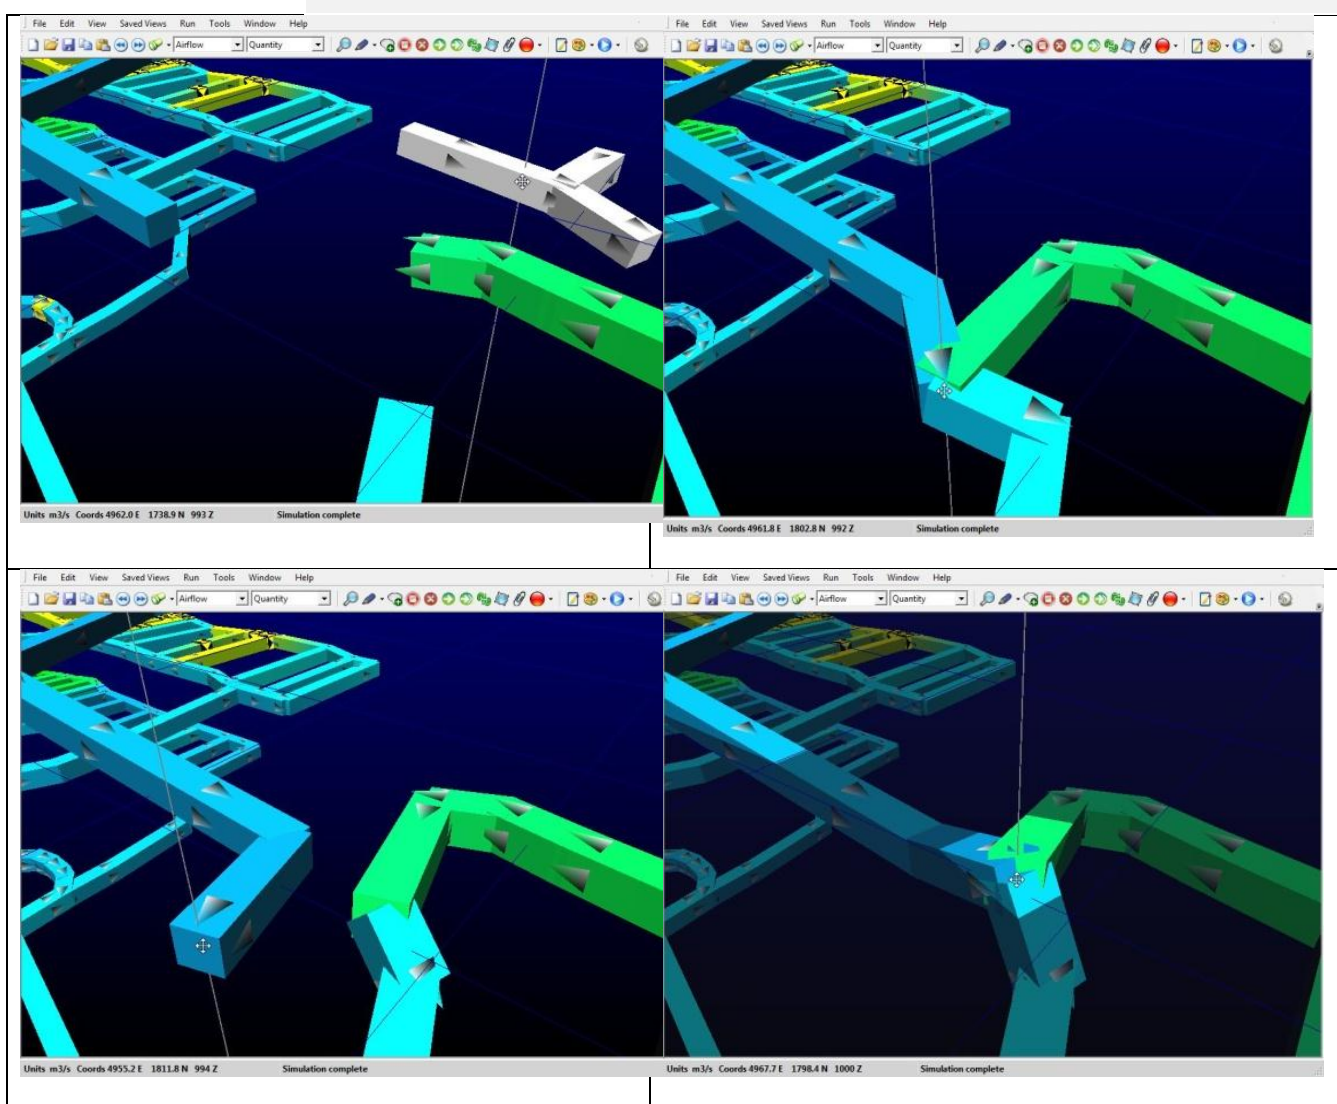 File Edit View Saved Views Run Tools Window Help
Airflow Quantity
Units m3/s Coords 4962.0 E 1738.9 N 993 Z Simulation complete
File Edit View Saved Views Run Tools Window Help
Airflow Quantity
Units m3/s Coords 4961.8 E 1802.8 N 992 Z Simulation complete
File Edit View Saved Views Run Tools Window Help
Airflow Quantity
Units m3/s Coords 4955.2 E 1811.8 N 994 Z Simulation complete
File Edit View Saved Views Run Tools Window Help
Airflow Quantity
Units m3/s Coords 4967.7 E 1798.4 N 1000 Z Simulation complete